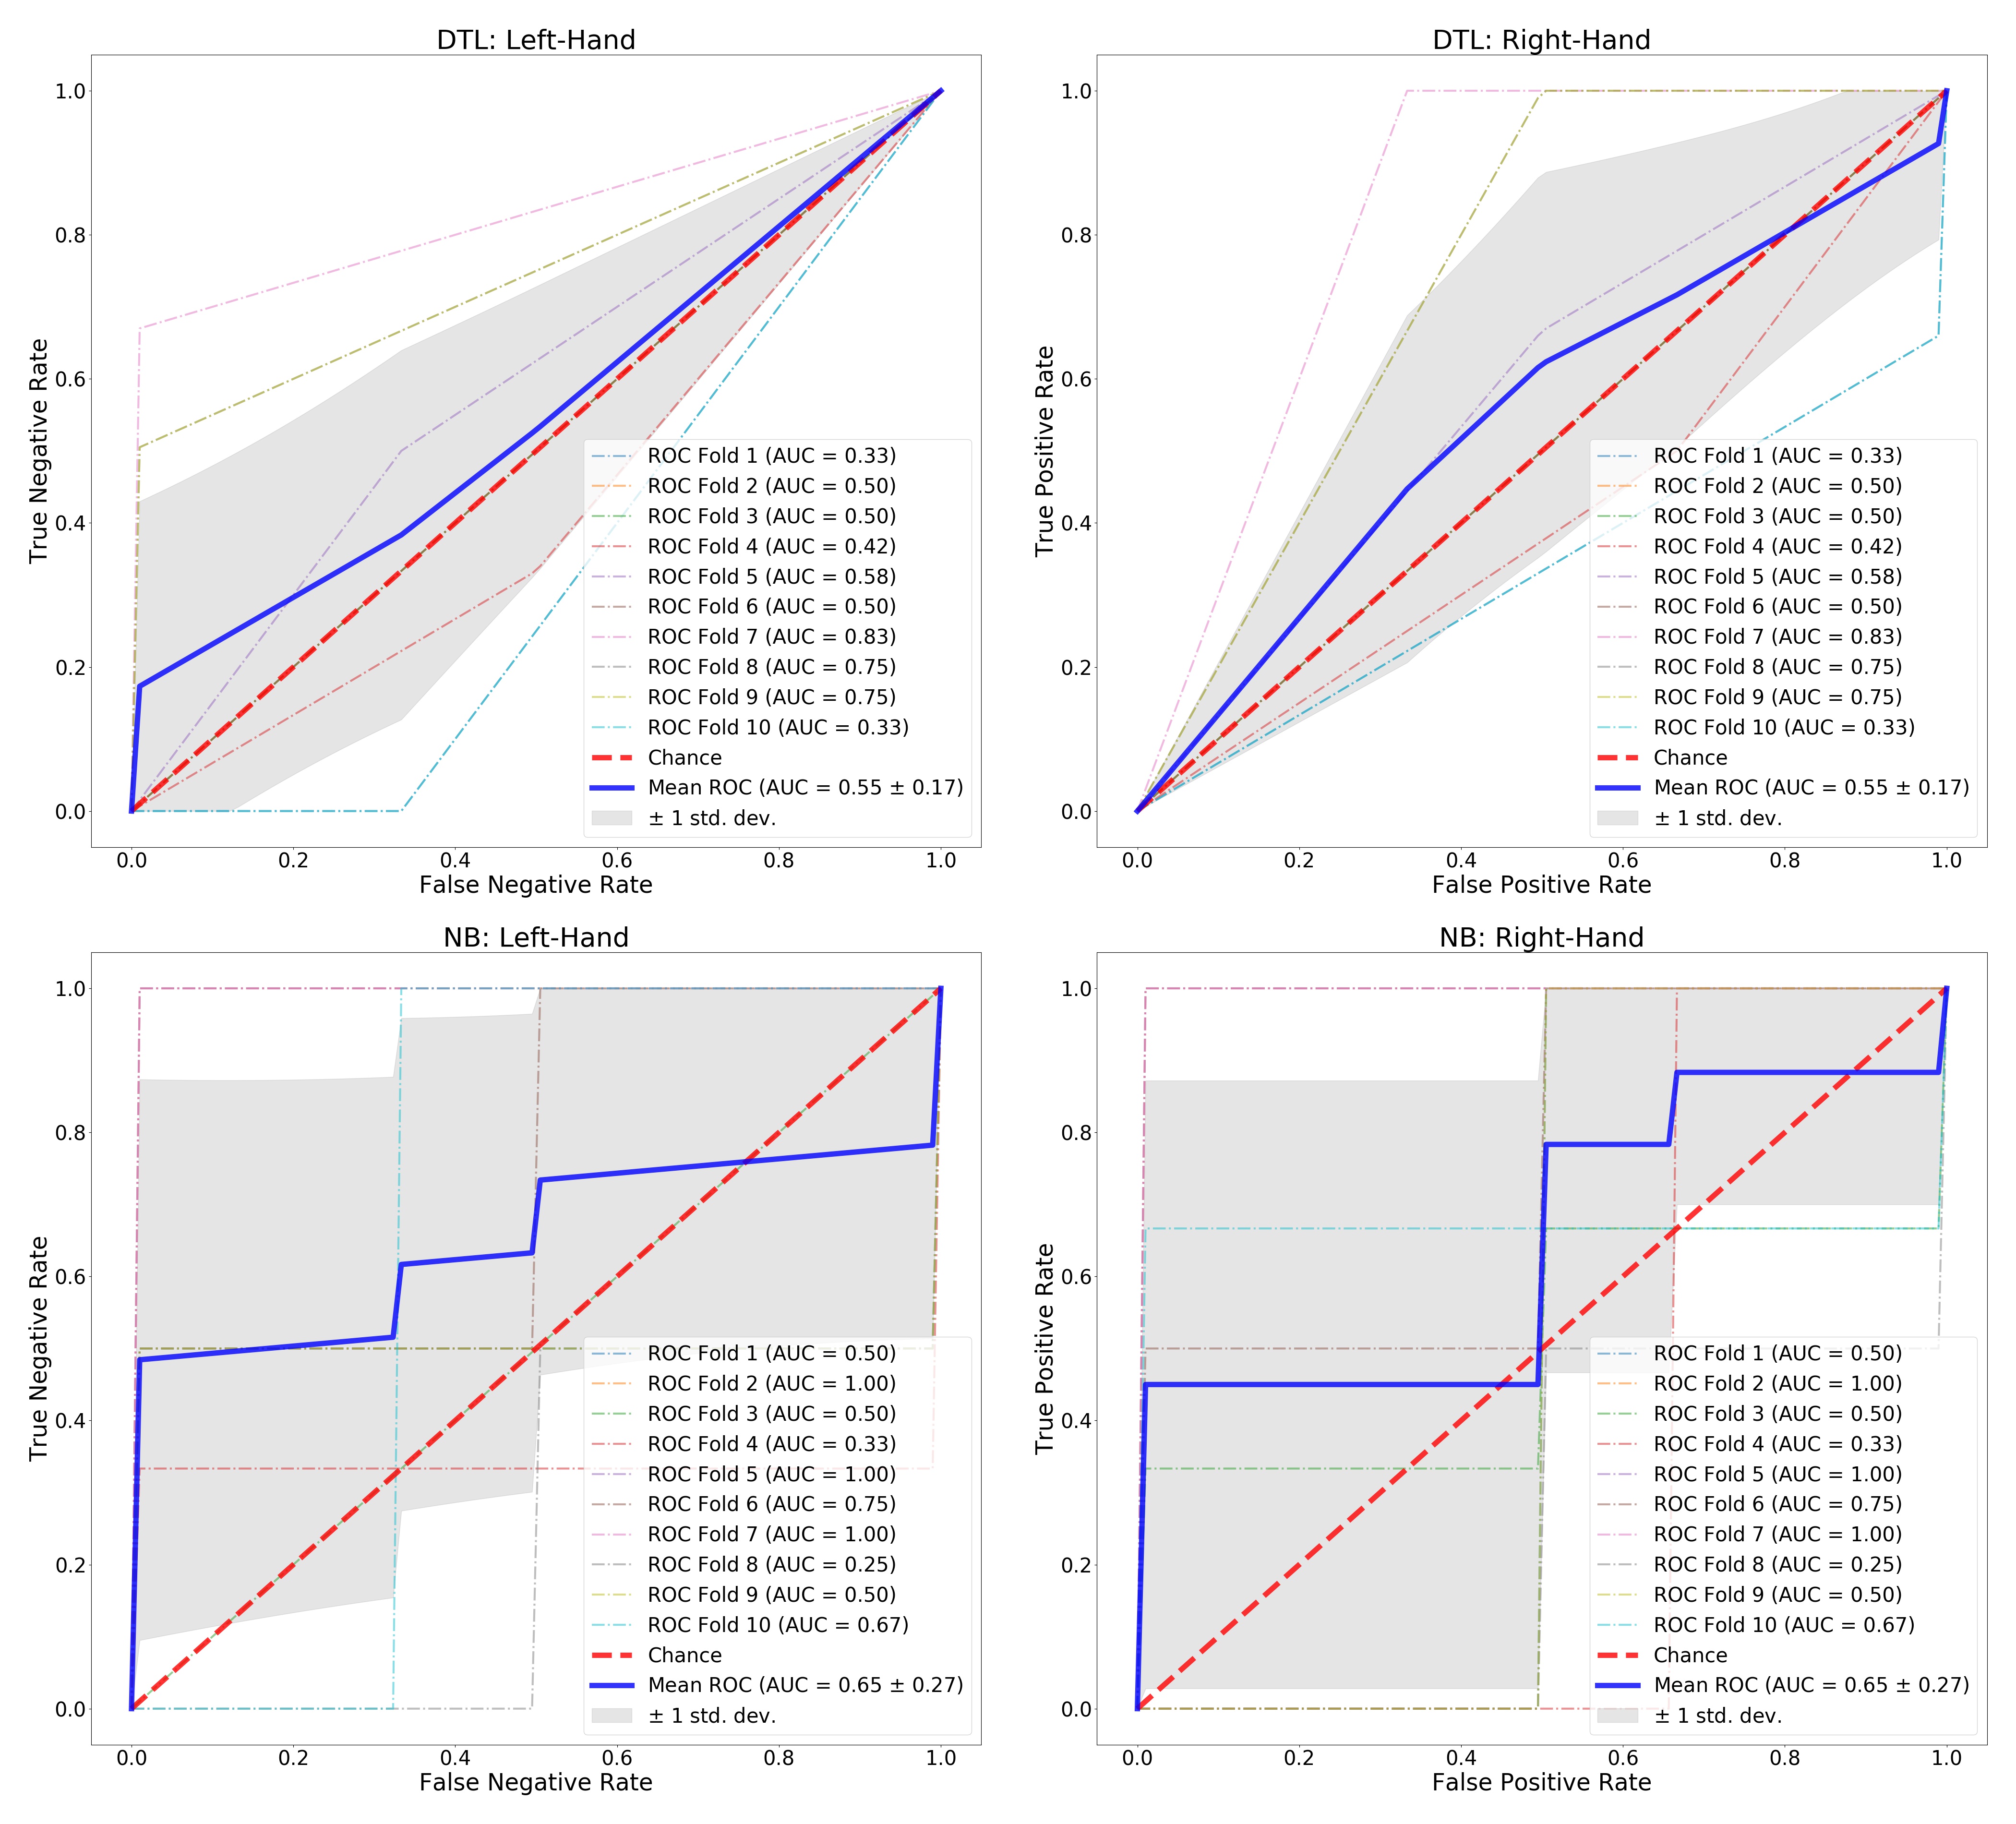 DTL: Left-Hand
True Negative Rate
1.0
0.8
0.6
0.4
0.2
0.0
0.0 0.2 0.4 0.6 0.8 1.0
False Negative Rate
ROC Fold 1 (AUC = 0.33)
ROC Fold 2 (AUC = 0.50)
ROC Fold 3 (AUC = 0.50)
ROC Fold 4 (AUC = 0.42)
ROC Fold 5 (AUC = 0.58)
ROC Fold 6 (AUC = 0.50)
ROC Fold 7 (AUC = 0.83)
ROC Fold 8 (AUC = 0.75)
ROC Fold 9 (AUC = 0.75)
ROC Fold 10 (AUC = 0.33)
Chance
Mean ROC (AUC = 0.55 ± 0.17)
± 1 std. dev.
DTL: Right-Hand
True Positive Rate
1.0
0.8
0.6
0.4
0.2
0.0
0.0 0.2 0.4 0.6 0.8 1.0
False Positive Rate
ROC Fold 1 (AUC = 0.33)
ROC Fold 2 (AUC = 0.50)
ROC Fold 3 (AUC = 0.50)
ROC Fold 4 (AUC = 0.42)
ROC Fold 5 (AUC = 0.58)
ROC Fold 6 (AUC = 0.50)
ROC Fold 7 (AUC = 0.83)
ROC Fold 8 (AUC = 0.75)
ROC Fold 9 (AUC = 0.75)
ROC Fold 10 (AUC = 0.33)
Chance
Mean ROC (AUC = 0.55 ± 0.17)
± 1 std. dev.
NB: Left-Hand
True Negative Rate
1.0
0.8
0.6
0.4
0.2
0.0
0.0 0.2 0.4 0.6 0.8 1.0
False Negative Rate
ROC Fold 1 (AUC = 0.50)
ROC Fold 2 (AUC = 1.00)
ROC Fold 3 (AUC = 0.50)
ROC Fold 4 (AUC = 0.33)
ROC Fold 5 (AUC = 1.00)
ROC Fold 6 (AUC = 0.75)
ROC Fold 7 (AUC = 1.00)
ROC Fold 8 (AUC = 0.25)
ROC Fold 9 (AUC = 0.50)
ROC Fold 10 (AUC = 0.67)
Chance
Mean ROC (AUC = 0.65 ± 0.27)
± 1 std. dev.
NB: Right-Hand
True Positive Rate
1.0
0.8
0.6
0.4
0.2
0.0
0.0 0.2 0.4 0.6 0.8 1.0
False Positive Rate
ROC Fold 1 (AUC = 0.50)
ROC Fold 2 (AUC = 1.00)
ROC Fold 3 (AUC = 0.50)
ROC Fold 4 (AUC = 0.33)
ROC Fold 5 (AUC = 1.00)
ROC Fold 6 (AUC = 0.75)
ROC Fold 7 (AUC = 1.00)
ROC Fold 8 (AUC = 0.25)
ROC Fold 9 (AUC = 0.50)
ROC Fold 10 (AUC = 0.67)
Chance
Mean ROC (AUC = 0.65 ± 0.27)
± 1 std. dev.